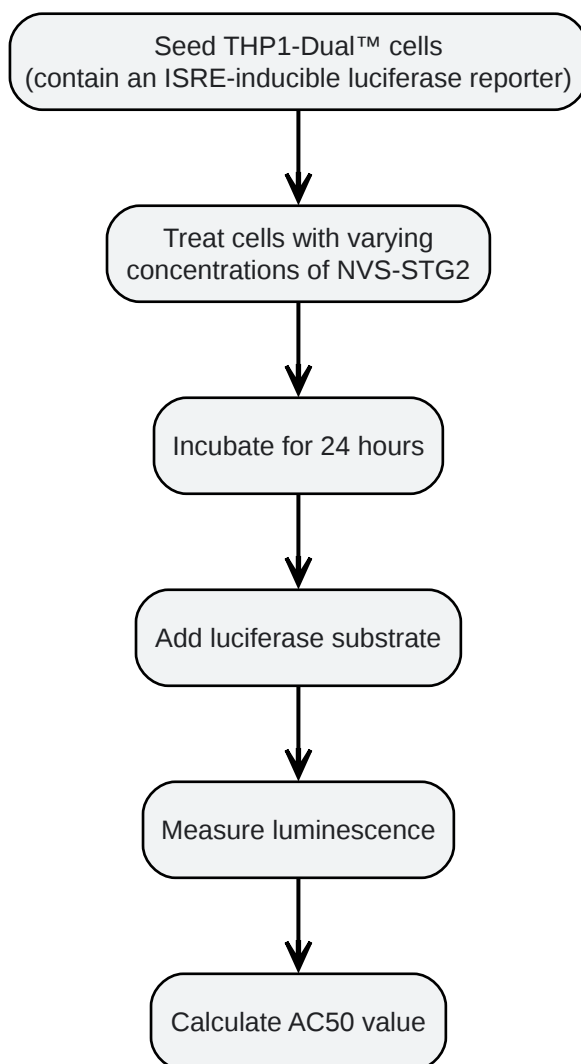 Seed THP1-Dual™ cells
(contain an ISRE-inducible luciferase reporter)
Treat cells with varying
concentrations of NVS-STG2
Incubate for 24 hours
Add luciferase substrate
Measure luminescence
Calculate AC50 value